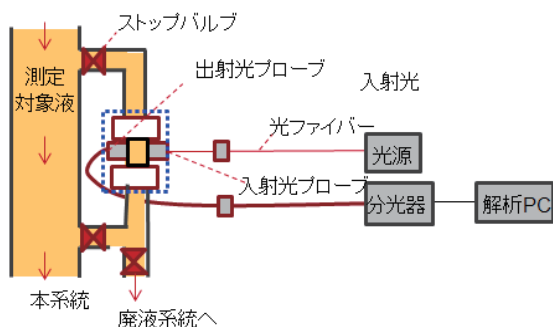 ストップバルブ
出射光プローブ
入射光
測定
対象液
光ファイバー
光源
入射光プローブ
分光器
解析PC
本系統
廃液系統へ